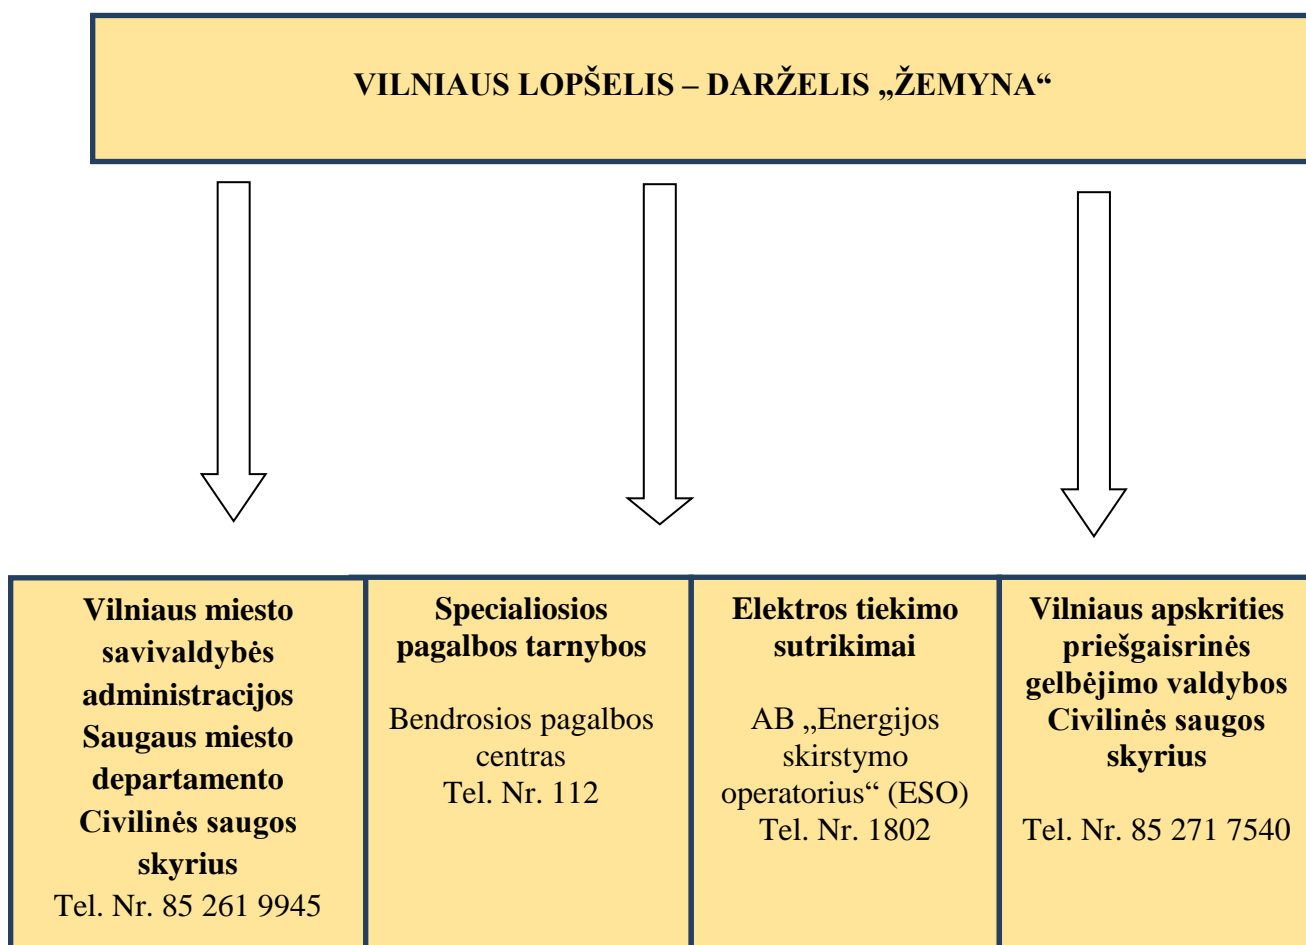 VILNIAUS LOPŠELIS – DARŽELIS „ŽEMYNA“
Vilniaus miesto
savivaldybės
administracijos
Saugaus miesto
departamento
Civilinės saugos
skyrius
Tel. Nr. 85 261 9945
Specialiosios
pagalbos tarnybos
Bendrosios pagalbos
centras
Tel. Nr. 112
Elektros tiekimo
sutrikimai
AB „Energijos
skirstymo
operatorius“ (ESO)
Tel. Nr. 1802
Vilniaus apskrities
priešgaisrinės
gelbėjimo valdybos
Civilinės saugos
skyrius
Tel. Nr. 85 271 7540